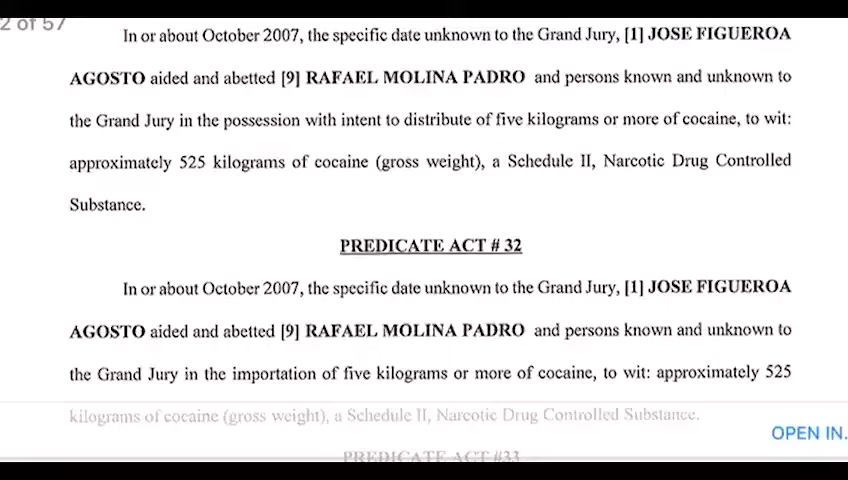 2 of 57
In or about October 2007, the specific date unknown to the Grand Jury, [1] JOSE FIGUEROA
AGOSTO aided and abetted [9] RAFAEL MOLINA PADRO and persons known and unknown to
the Grand Jury in the possession with intent to distribute of five kilograms or more of cocaine, to wit:
approximately 525 kilograms of cocaine (gross weight), a Schedule II, Narcotic Drug Controlled
Substance.
PREDICATE ACT # 32
In or about October 2007, the specific date unknown to the Grand Jury, [1] JOSE FIGUEROA
AGOSTO aided and abetted [9] RAFAEL MOLINA PADRO and persons known and unknown to
the Grand Jury in the importation of five kilograms or more of cocaine, to wit: approximately 525
kilograms of cocaine (gross weight), a Schedule II, Narcotic Drug Controlled Substance.
OPEN IN..
PREDICATE ACT #33